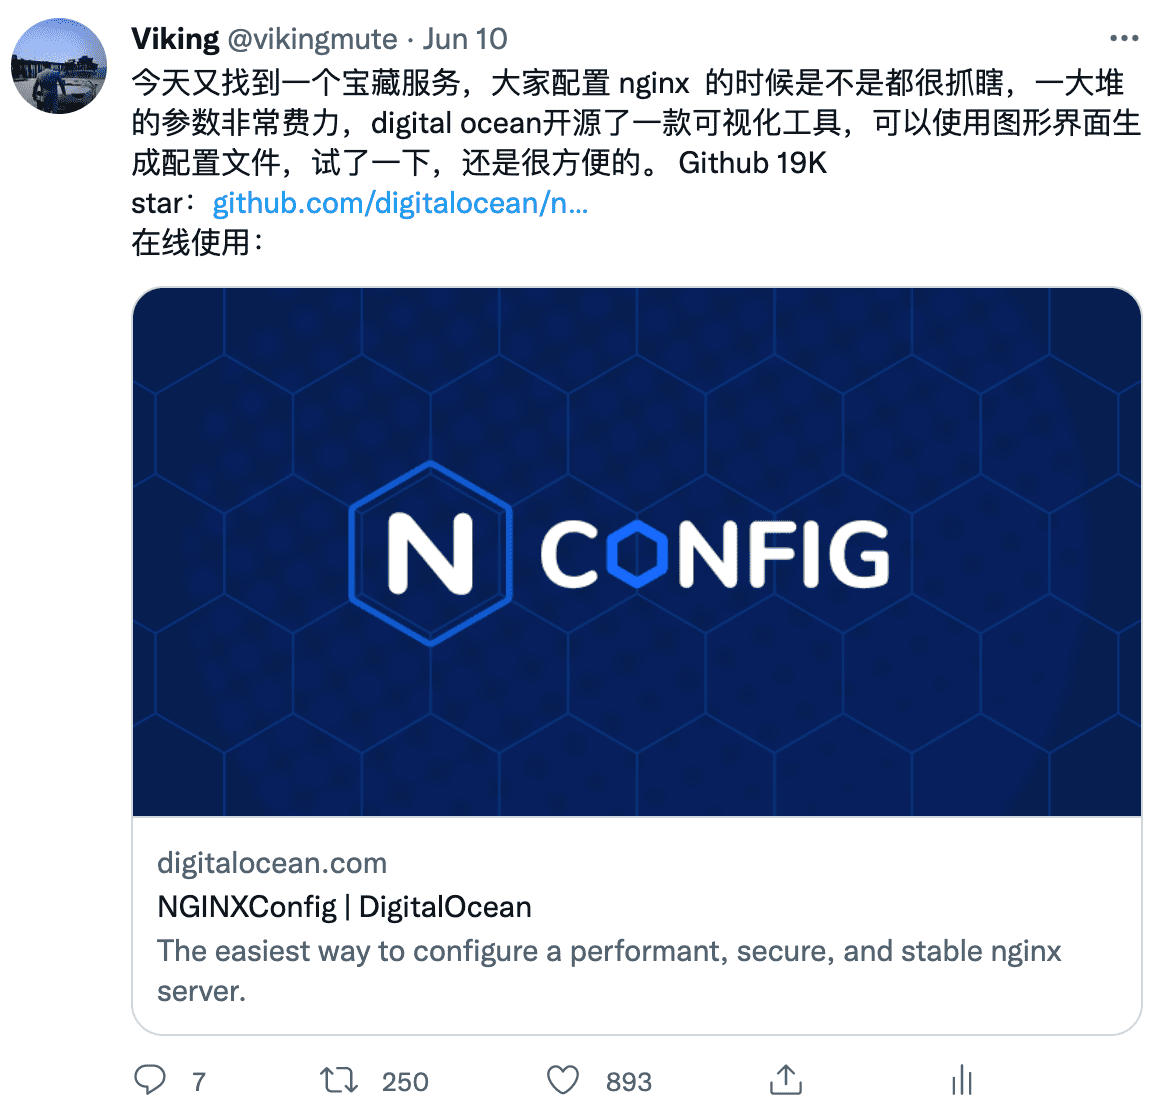 Viking @vikingmute · Jun 10
今天又找到一个宝藏服务，大家配置 nginx 的时候是不是都很抓瞎，一大堆
的参数非常费力，digital ocean开源了一款可视化工具，可以使用图形界面生
成配置文件，试了一下，还是很方便的。 Github 19K
star：github.com/digitalocean/n...
在线使用：
N CONFIG
digitalocean.com
NGINXConfig | DigitalOcean
The easiest way to configure a performant, secure, and stable nginx
server.
7 250 893